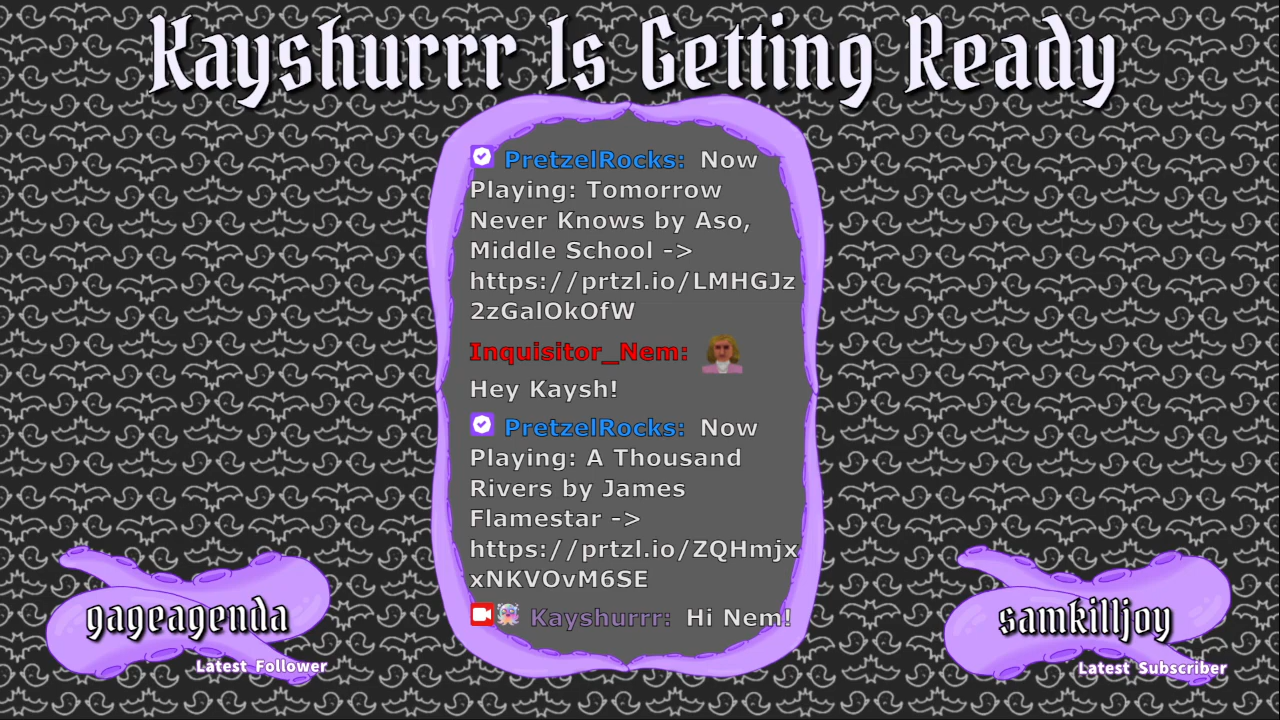 Kayshurrr Is Getting Ready
PretzelRocks: Now
Playing: Tomorrow
Never Knows by Aso,
Middle School ->
https://prtzl.io/LMHGJz
2zGalOkOfW
Inquisitor_Nem:
Hey Kaysh!
PretzelRocks: Now
Playing: A Thousand
Rivers by James
Flamestar ->
https://prtzl.io/ZQHmjx
xNKVOvM6SE
Kayshurrr: Hi Nem!
gageagenda
Latest Follower
samkilljoy
Latest Subscriber